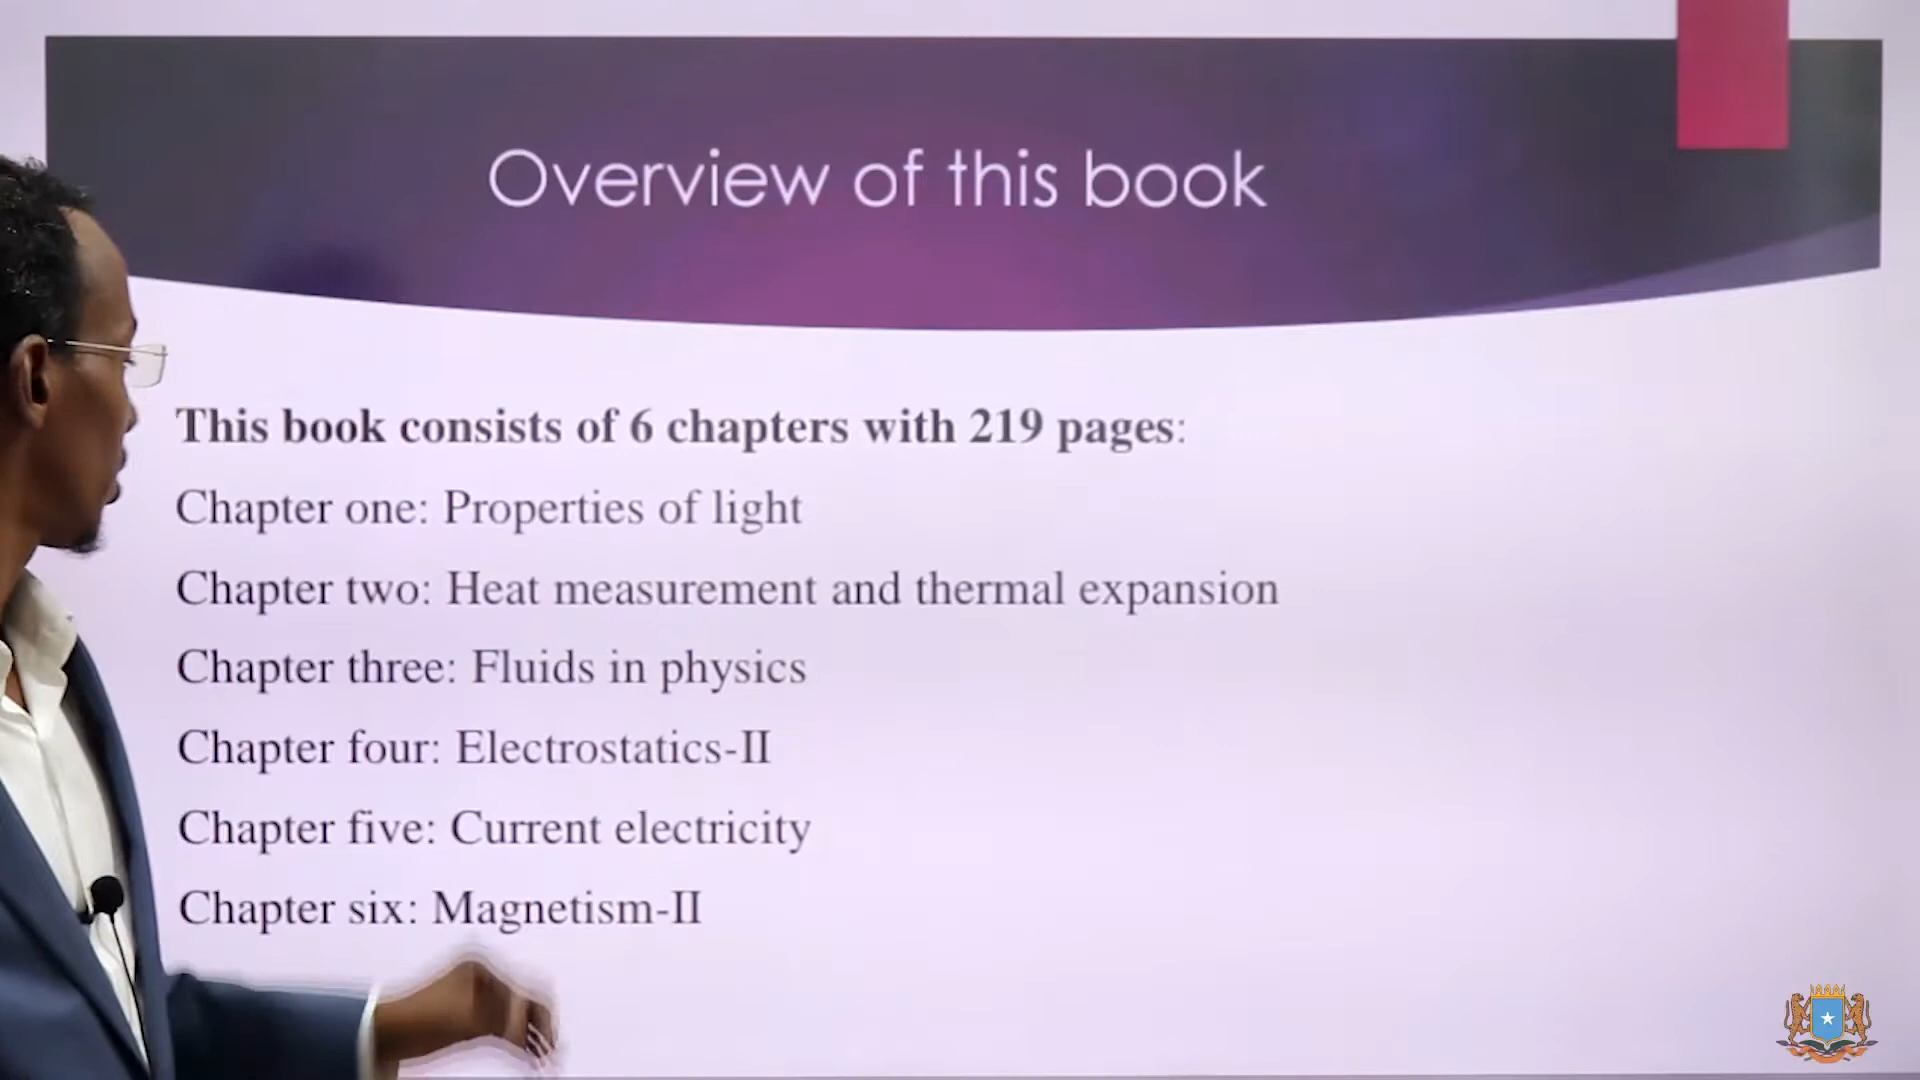 Overview of this book
This book consists of 6 chapters with 219 pages:
Chapter one: Properties of light
Chapter two: Heat measurement and thermal expansion
Chapter three: Fluids in physics
Chapter four: Electrostatics-II
Chapter five: Current electricity
Chapter six: Magnetism-II